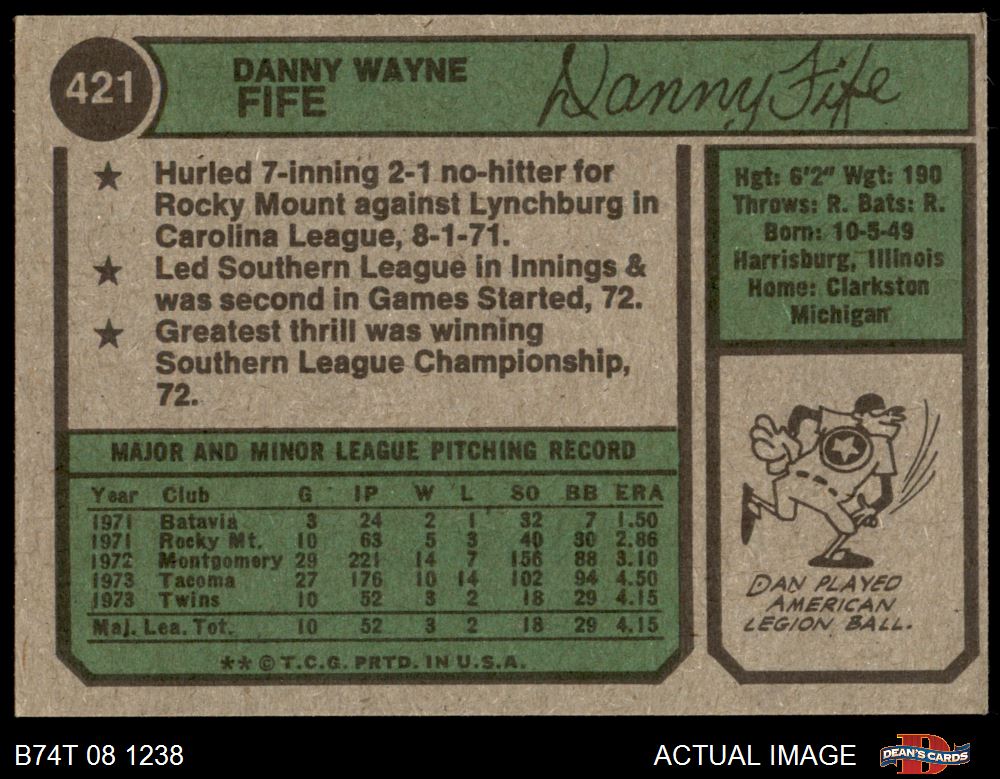 421
DANNY WAYNE
FIFE
Danny Fife
★ Hurled 7-inning 2-1 no-hitter for
Rocky Mount against Lynchburg in
Carolina League, 8-1-71.
★ Led Southern League in Innings &
was second in Games Started, 72.
★ Greatest thrill was winning
Southern League Championship,
72.
Hgt: 6'2" Wgt: 190
Throws: R. Bats: R.
Born: 10-5-49
Harrisburg, Illinois
Home: Clarkston
Michigan
MAJOR AND MINOR LEAGUE PITCHING RECORD
Year Club G IP W L SO BB ERA
1971 Batavia 3 24 2 1 32 7 1.50
1971 Rocky Mt. 10 63 5 3 40 30 2.86
1972 Montgomery 29 221 14 7 156 88 3.10
1973 Tacoma 27 176 10 14 102 94 4.50
1973 Twins 10 52 3 2 18 29 4.15
Maj. Lea. Tot. 10 52 3 2 18 29 4.15
** © T.C.G. PRTD. IN U.S.A.
DAN PLAYED
AMERICAN
LEGION BALL.
B74T 08 1238
ACTUAL IMAGE
D
DEAN'S CARDS